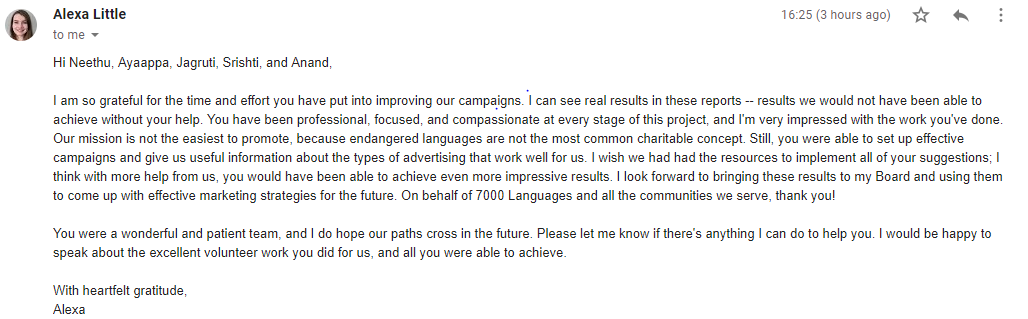 Alexa Little
16:25 (3 hours ago)
to me
Hi Neethu, Ayaappa, Jagruti, Srishti, and Anand,
I am so grateful for the time and effort you have put into improving our campaigns. I can see real results in these reports -- results we would not have been able to
achieve without your help. You have been professional, focused, and compassionate at every stage of this project, and I'm very impressed with the work you've done.
Our mission is not the easiest to promote, because endangered languages are not the most common charitable concept. Still, you were able to set up effective
campaigns and give us useful information about the types of advertising that work well for us. I wish we had had the resources to implement all of your suggestions; I
think with more help from us, you would have been able to achieve even more impressive results. I look forward to bringing these results to my Board and using them
to come up with effective marketing strategies for the future. On behalf of 7000 Languages and all the communities we serve, thank you!
You were a wonderful and patient team, and I do hope our paths cross in the future. Please let me know if there's anything I can do to help you. I would be happy to
speak about the excellent volunteer work you did for us, and all you were able to achieve.
With heartfelt gratitude,
Alexa